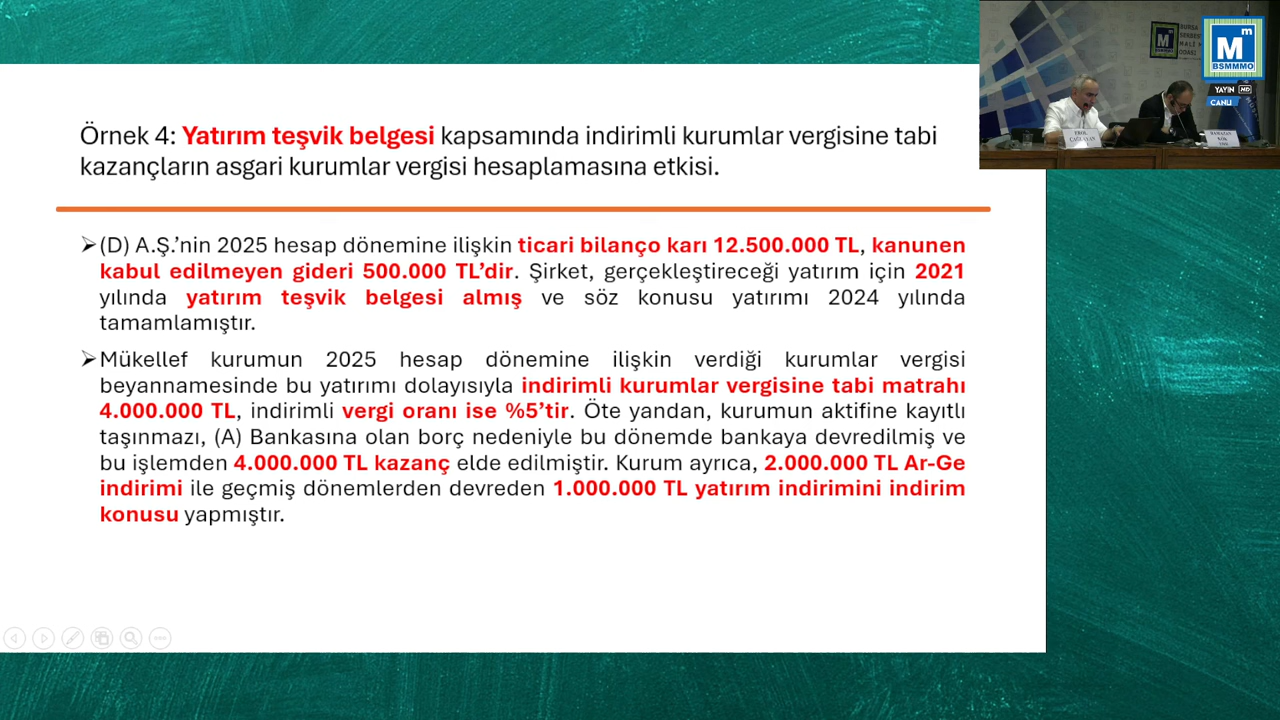 Örnek 4: Yatırım teşvik belgesi kapsamında indirimli kurumlar vergisine tabi
kazançların asgari kurumlar vergisi hesaplamasına etkisi.
(D) A.Ş.’nin 2025 hesap dönemine ilişkin ticari bilanço karı 12.500.000 TL, kanunen
kabul edilmeyen gideri 500.000 TL’dir. Şirket, gerçekleştireceği yatırım için 2021
yılında yatırım teşvik belgesi almış ve söz konusu yatırımı 2024 yılında
tamamlamıştır.
Mükellef kurumun 2025 hesap dönemine ilişkin verdiği kurumlar vergisi
beyannamesinde bu yatırımı dolayısıyla indirimli kurumlar vergisine tabi matrahı
4.000.000 TL, indirimli vergi oranı ise %5’tir. Öte yandan, kurumun aktifine kayıtlı
taşınmazı, (A) Bankasına olan borç nedeniyle bu dönemde bankaya devredilmiş ve
bu işlemden 4.000.000 TL kazanç elde edilmiştir. Kurum ayrıca, 2.000.000 TL Ar-Ge
indirimi ile geçmiş dönemlerden devreden 1.000.000 TL yatırım indirimini indirim
konusu yapmıştır.
BURSA
M m
BSMMMO
YAYIN HD
CANLI